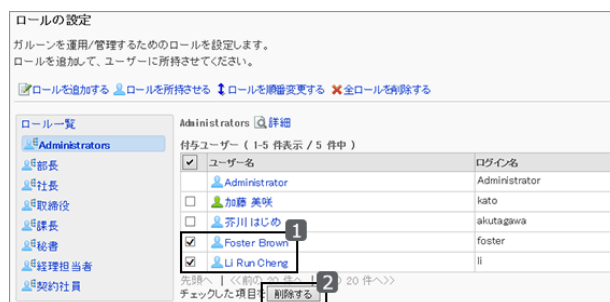 ロールの設定
ガルーンを運用/管理するためのロールを設定します。
ロールを追加して、ユーザーに所持させてください。
ロールを追加する ロールを所持させる ロールを順番変更する 全ロールを削除する
ロール一覧
Administrators
部長
社長
取締役
課長
秘書
経理担当者
契約社員
Administrators 詳細
付与ユーザー ( 1-5 件表示 / 5 件中 )
ユーザー名 ログイン名
Administrator Administrator
加藤 美咲 kato
芥川 はじめ akutagawa
1
Foster Brown foster
Li Run Cheng li
先頭へ | <<前の 20 件へ | 20 件へ>>
2
チェックした項目を 削除する